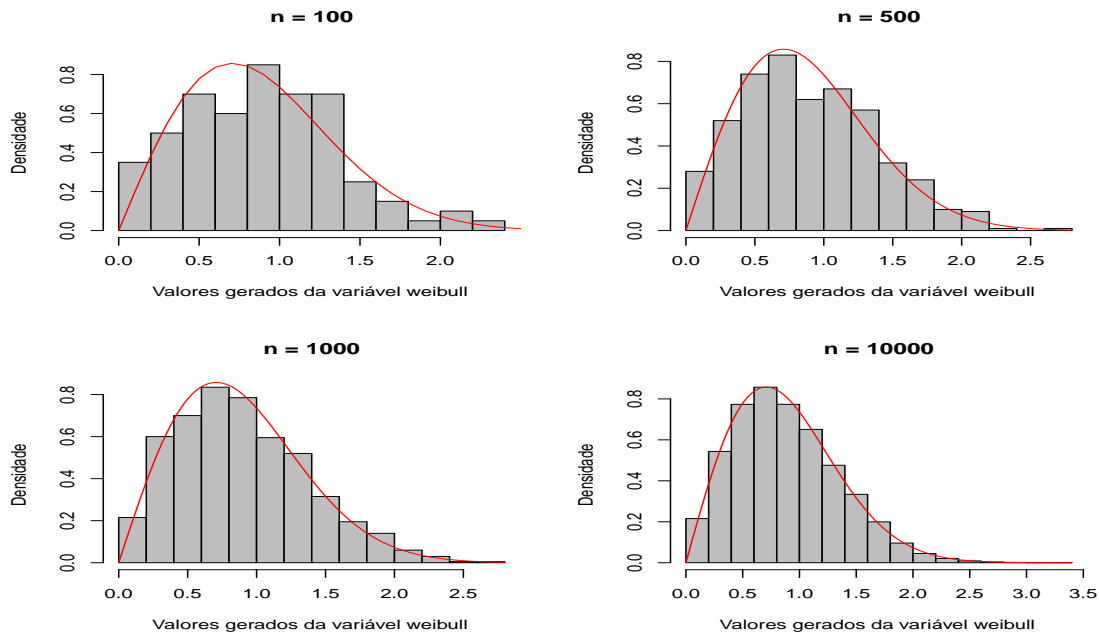 n = 100
Densidade
0.0 0.2 0.4 0.6 0.8
0.0 0.5 1.0 1.5 2.0
Valores gerados da variável weibull
n = 500
Densidade
0.0 0.2 0.4 0.6 0.8
0.0 0.5 1.0 1.5 2.0 2.5
Valores gerados da variável weibull
n = 1000
Densidade
0.0 0.2 0.4 0.6 0.8
0.0 0.5 1.0 1.5 2.0 2.5
Valores gerados da variável weibull
n = 10000
Densidade
0.0 0.2 0.4 0.6 0.8
0.0 0.5 1.0 1.5 2.0 2.5 3.0 3.5
Valores gerados da variável weibull